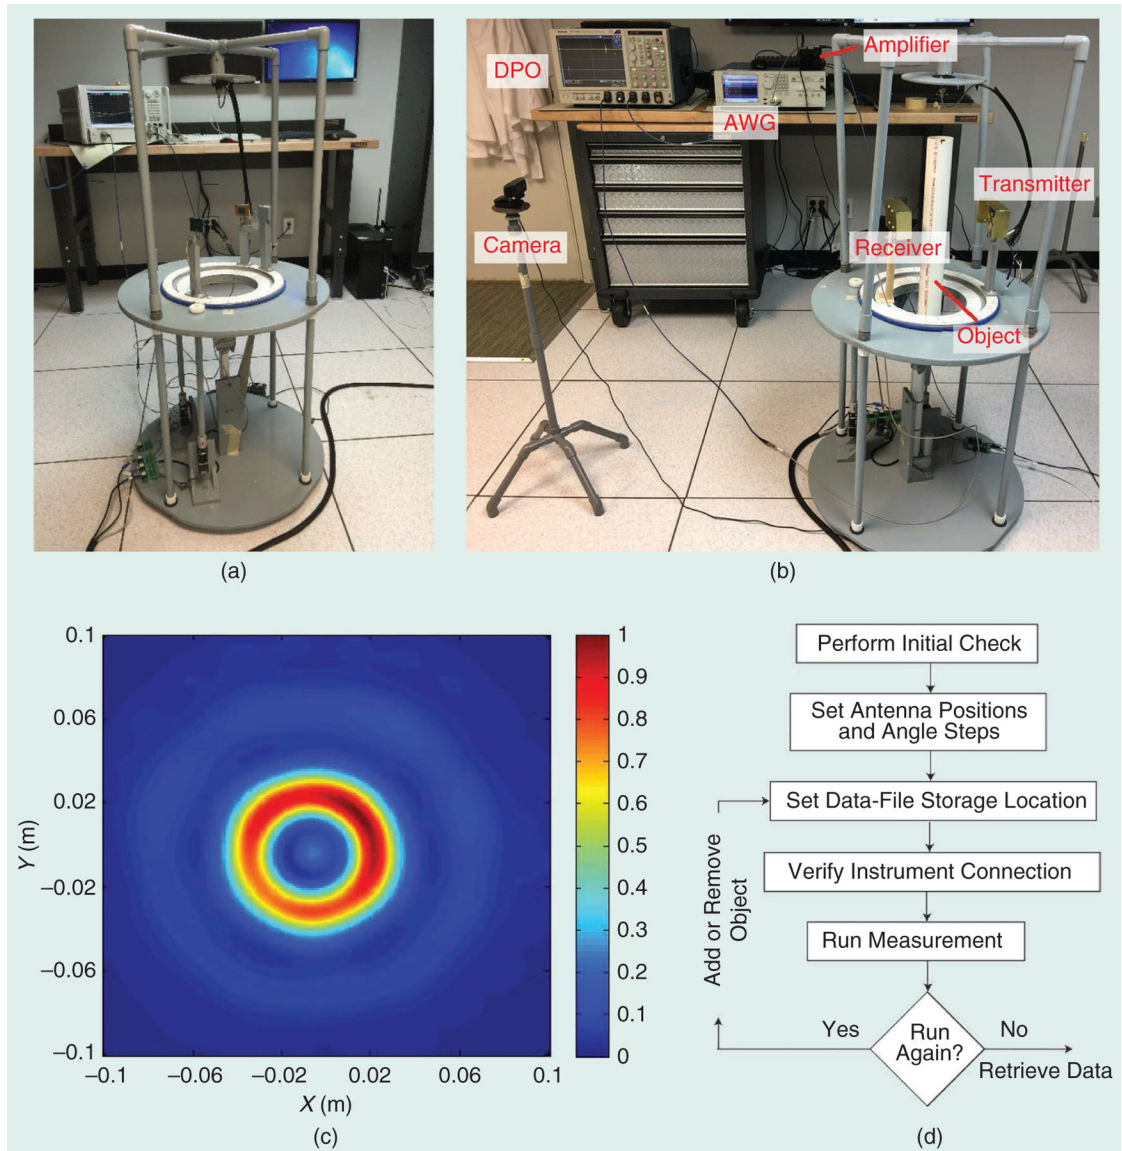 DPO
Amplifier
AWG
Transmitter
Camera
Receiver
Object
(a)
(b)
0.1
0.06
0.02
–0.02
–0.06
–0.1
Y (m)
–0.1
–0.06
–0.02
0.02
0.06
0.1
X (m)
1
0.9
0.8
0.7
0.6
0.5
0.4
0.3
0.2
0.1
0
(c)
Perform Initial Check
Set Antenna Positions
and Angle Steps
Set Data-File Storage Location
Verify Instrument Connection
Run Measurement
Add or Remove
Object
Yes
Run
Again?
No
Retrieve Data
(d)